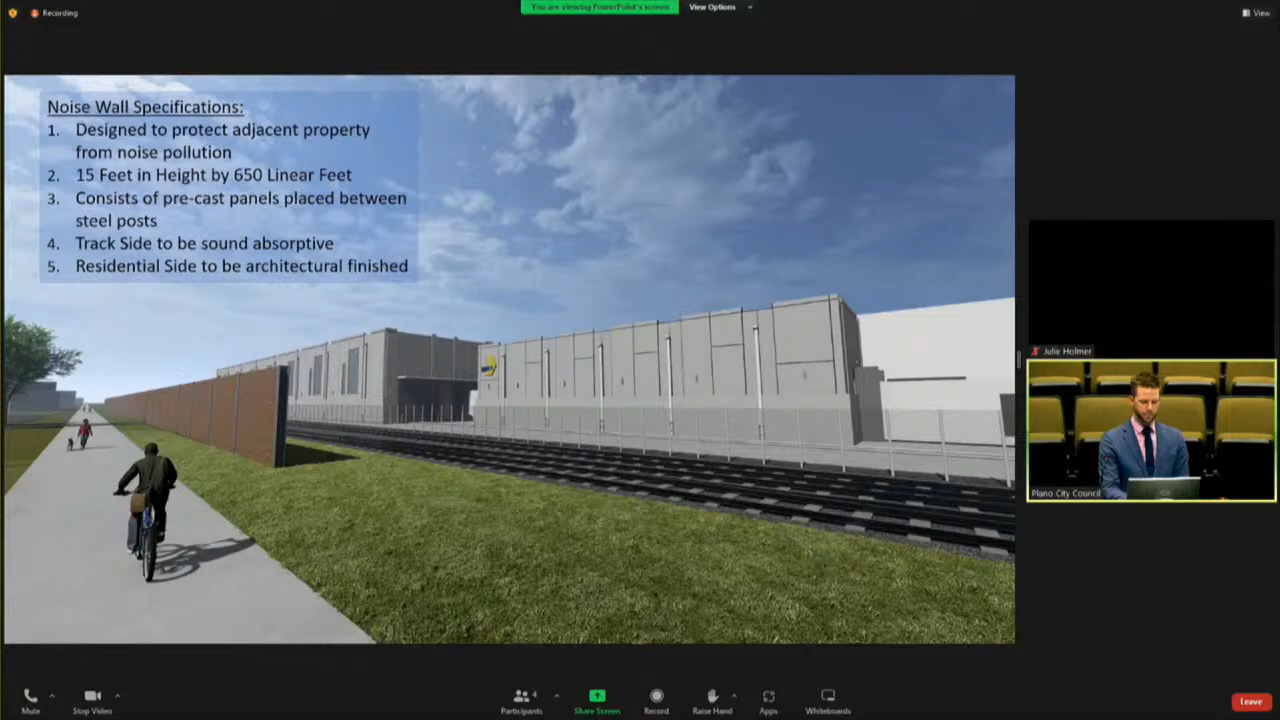 Recording
You are viewing PowerPoint's screen
View Options
View
Noise Wall Specifications:
1. Designed to protect adjacent property
from noise pollution
2. 15 Feet in Height by 650 Linear Feet
3. Consists of pre-cast panels placed between
steel posts
4. Track Side to be sound absorptive
5. Residential Side to be architectural finished
Julie Holmer
Plano City Council
Mute
Stop Video
Participants
4
Share Screen
Record
Raise Hand
Apps
Whiteboards
Leave